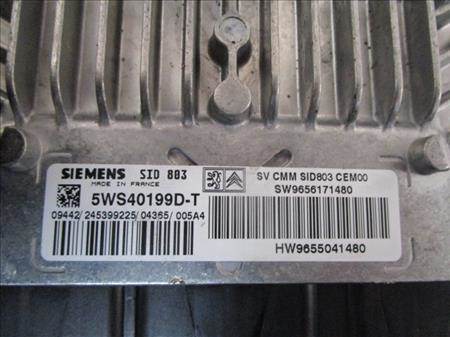 SIEMENS SID 803
MADE IN FRANCE
5WS40199D-T
09442/245399225/04365/005A4
SV CMM SID803 CEM00
SW9656171480
HW9655041480